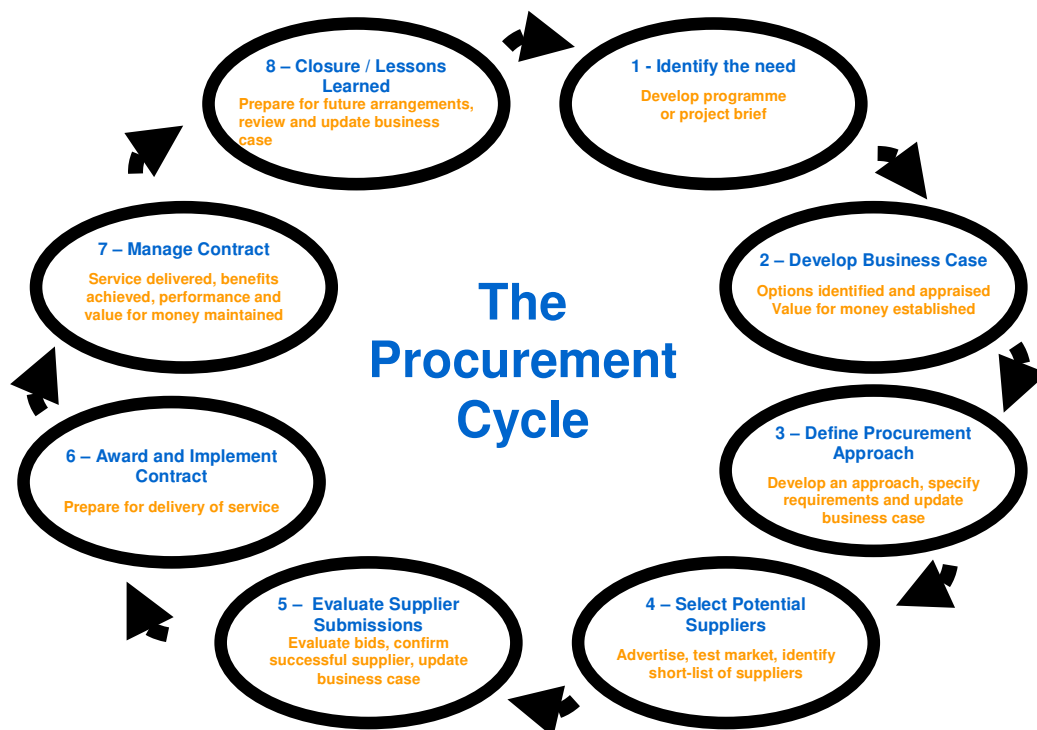 8 – Closure / Lessons
Learned
Prepare for future arrangements,
review and update business
case
1 - Identify the need
Develop programme
or project brief
7 – Manage Contract
Service delivered, benefits
achieved, performance and
value for money maintained
2 – Develop Business Case
Options identified and appraised
Value for money established
The
Procurement
Cycle
6 – Award and Implement
Contract
Prepare for delivery of service
3 – Define Procurement
Approach
Develop an approach, specify
requirements and update
business case
5 – Evaluate Supplier
Submissions
Evaluate bids, confirm
successful supplier, update
business case
4 – Select Potential
Suppliers
Advertise, test market, identify
short-list of suppliers